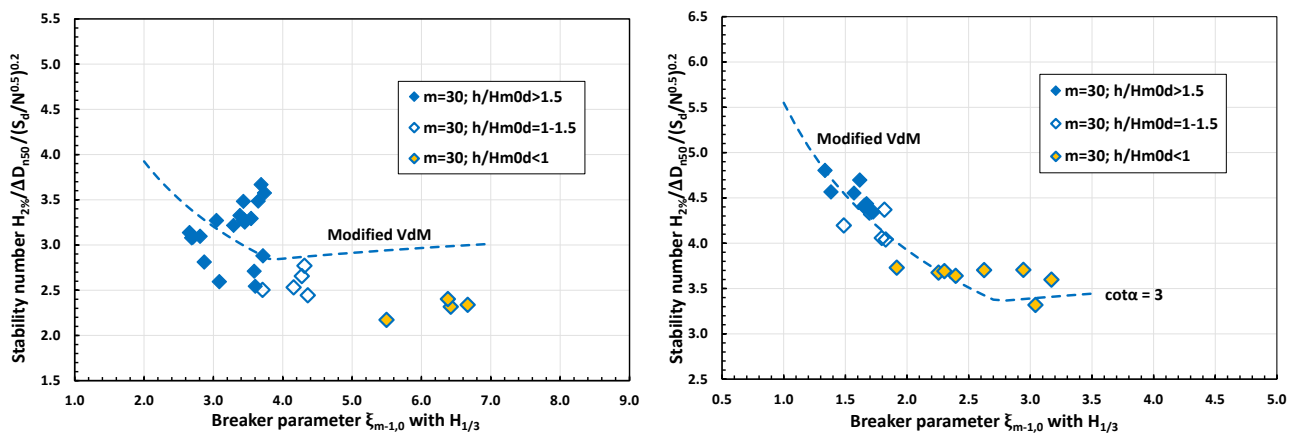 Stability number H2%/ΔDn50/(Sd/N^0.5)^0.2
5.5
5.0
4.5
4.0
3.5
3.0
2.5
2.0
1.5
m=30; h/Hm0d>1.5
m=30; h/Hm0d=1-1.5
m=30; h/Hm0d<1
Modified VdM
1.0 2.0 3.0 4.0 5.0 6.0 7.0 8.0 9.0
Breaker parameter ξm-1,0 with H1/3
Stability number H2%/ΔDn50/(Sd/N^0.5)^0.2
6.5
6.0
5.5
5.0
4.5
4.0
3.5
3.0
2.5
m=30; h/Hm0d>1.5
m=30; h/Hm0d=1-1.5
m=30; h/Hm0d<1
Modified VdM
cotα = 3
0.5 1.0 1.5 2.0 2.5 3.0 3.5 4.0 4.5 5.0
Breaker parameter ξm-1,0 with H1/3